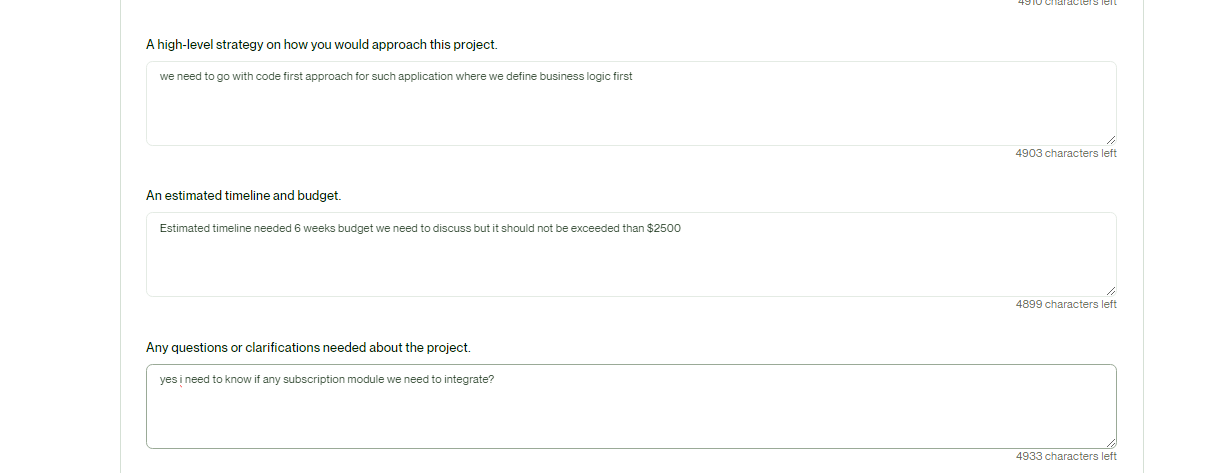 4910 characters left
A high-level strategy on how you would approach this project.
we need to go with code first approach for such application where we define business logic first
4903 characters left
An estimated timeline and budget.
Estimated timeline needed 6 weeks budget we need to discuss but it should not be exceeded than $2500
4899 characters left
Any questions or clarifications needed about the project.
yes i need to know if any subscription module we need to integrate?
4933 characters left